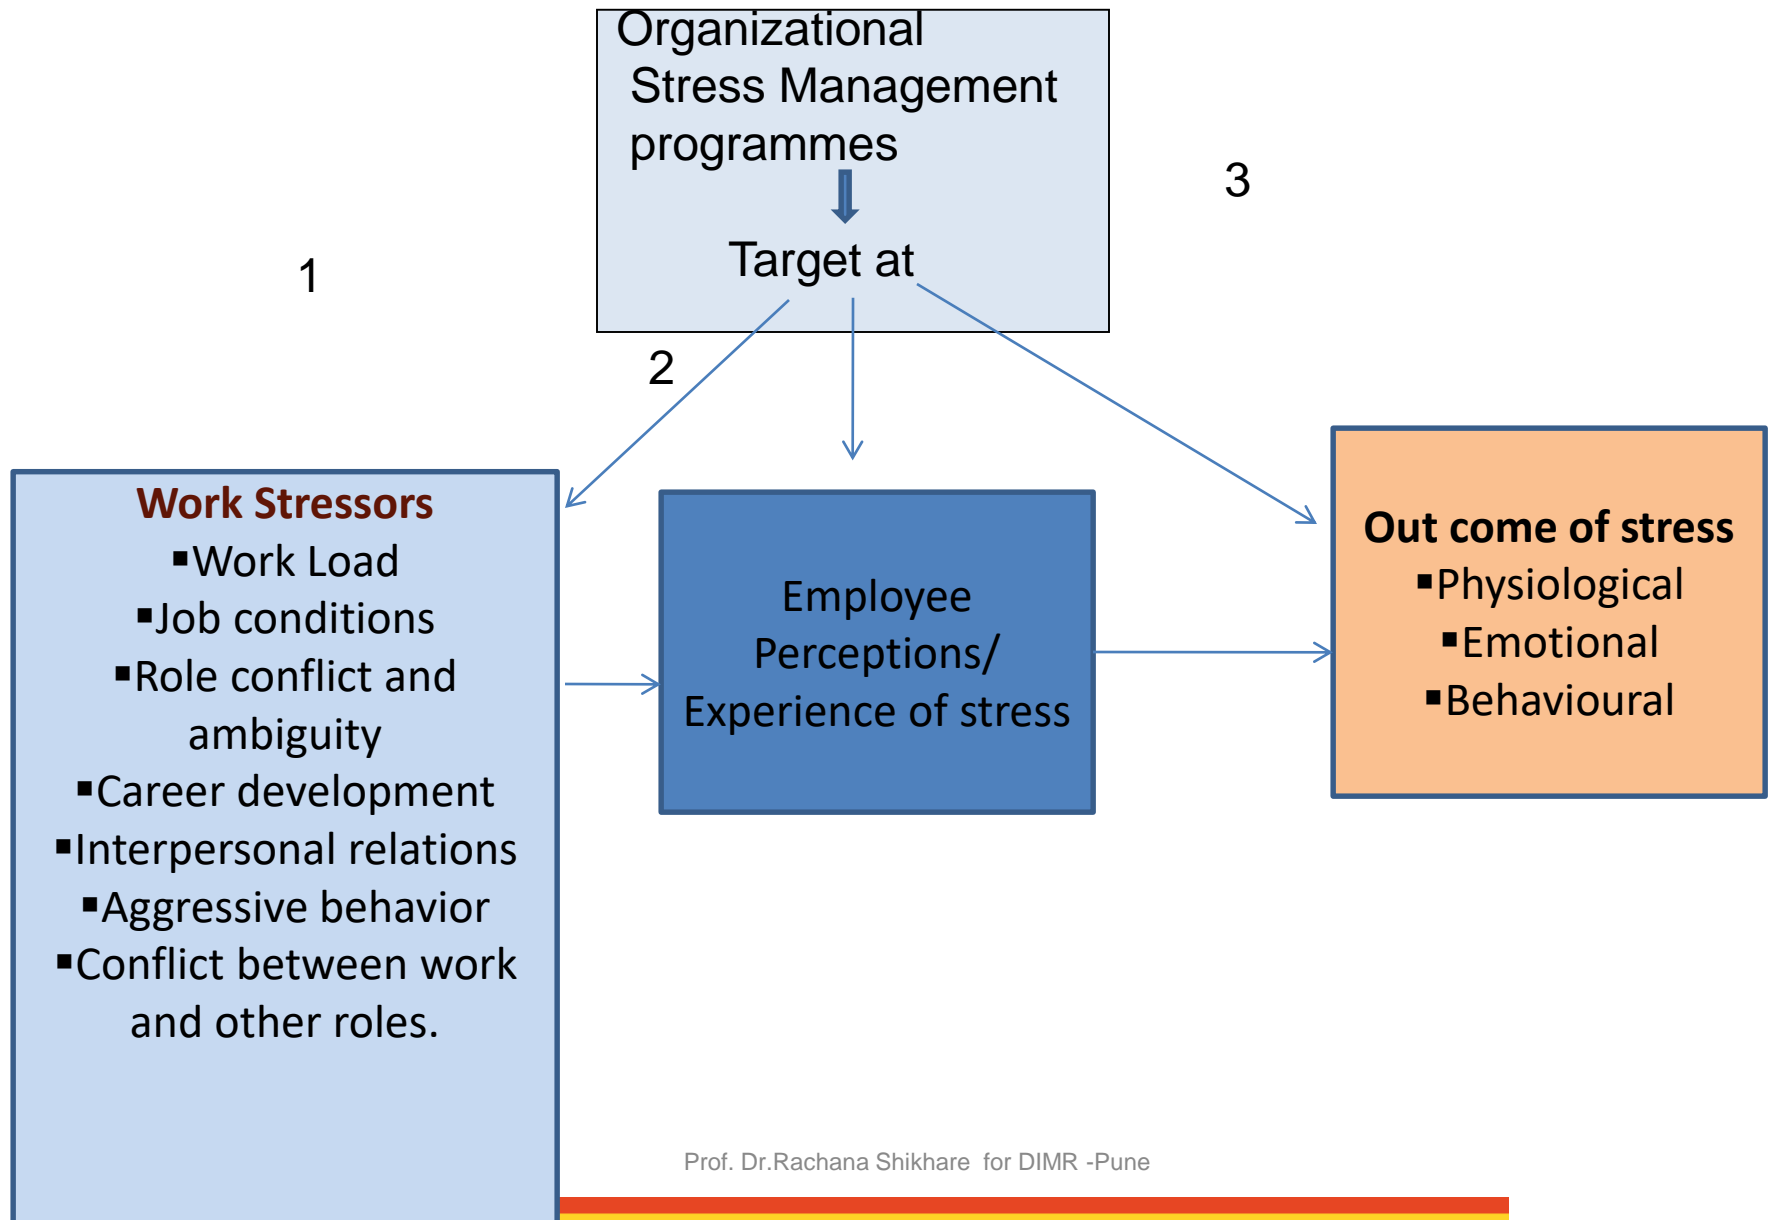 Organizational
Stress Management
programmes
Target at
1
2
3
Work Stressors
▪Work Load
▪Job conditions
▪Role conflict and
ambiguity
▪Career development
▪Interpersonal relations
▪Aggressive behavior
▪Conflict between work
and other roles.
Employee
Perceptions/
Experience of stress
Out come of stress
▪Physiological
▪Emotional
▪Behavioural
Prof. Dr.Rachana Shikhare for DIMR -Pune